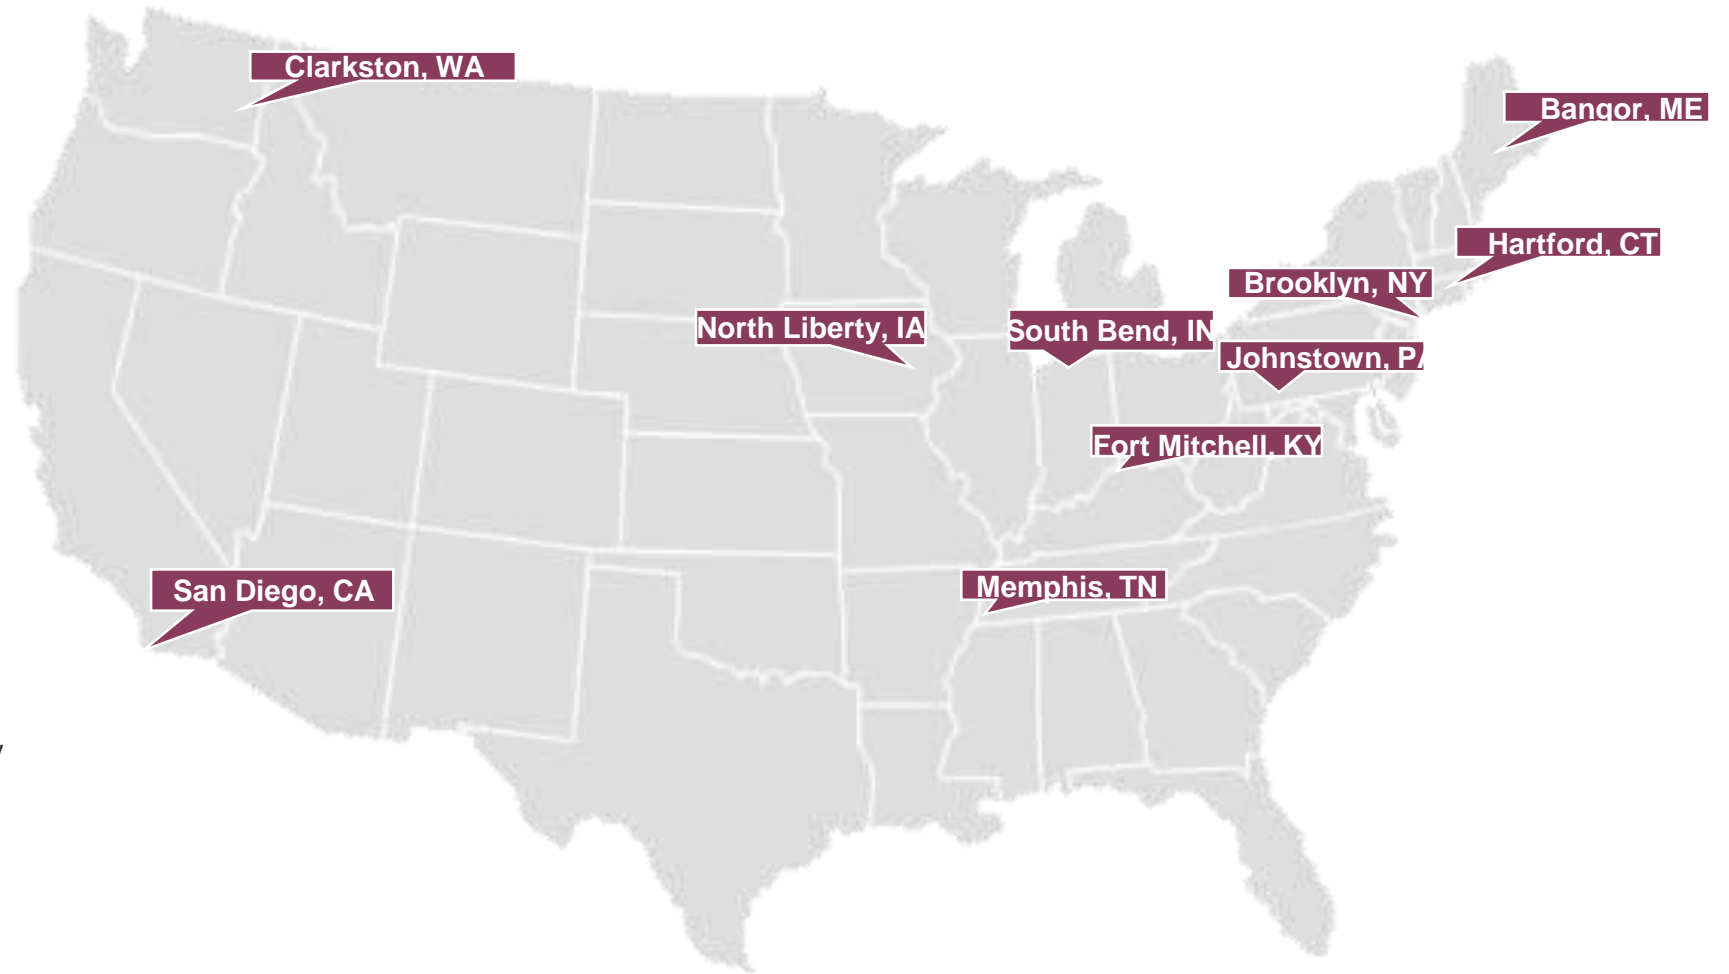 Clarkston, WA
Bangor, ME
Hartford, CT
Brooklyn, NY
North Liberty, IA
South Bend, IN
Johnstown, PA
Fort Mitchell, KY
San Diego, CA
Memphis, TN